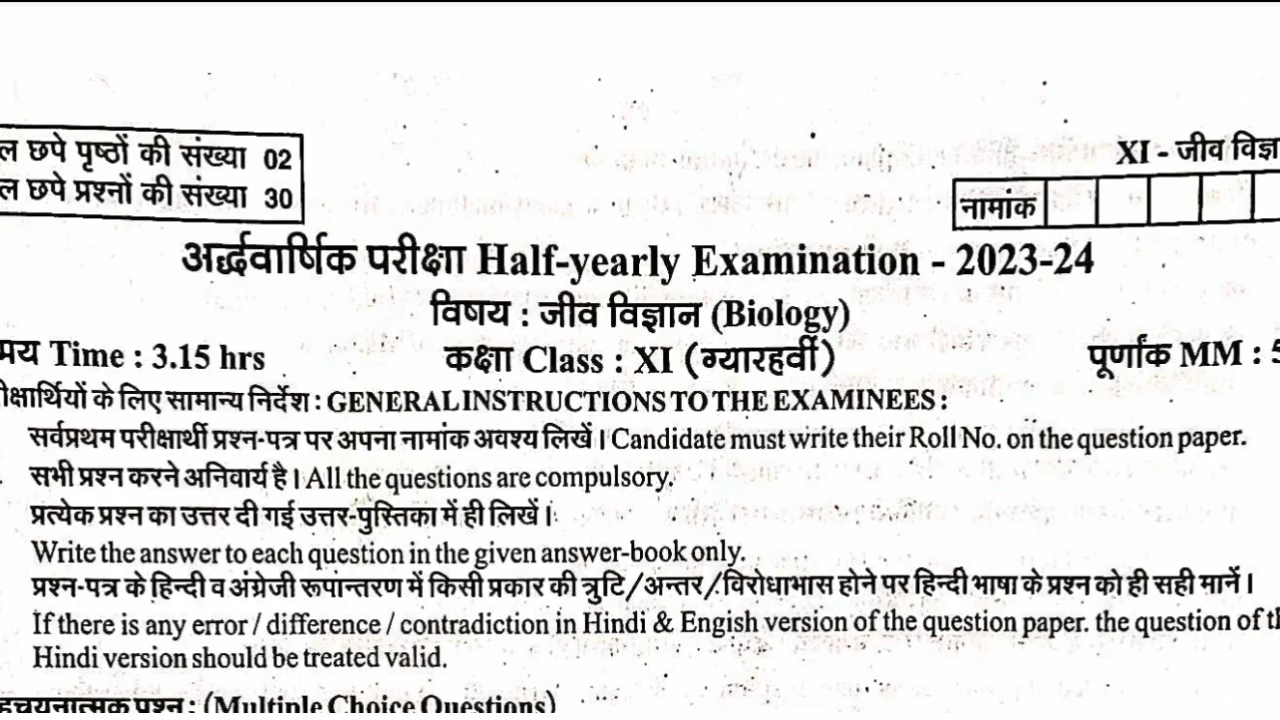 ल छपे पृष्ठों की संख्या 02
ल छपे प्रश्नों की संख्या 30
XI - जीव विज्ञ
नामांक
अर्द्धवार्षिक परीक्षा Half-yearly Examination - 2023-24
विषय : जीव विज्ञान (Biology)
मय Time : 3.15 hrs कक्षा Class : XI (ग्यारहवीं) पूर्णांक MM : 5
ीक्षार्थियों के लिए सामान्य निर्देश : GENERAL INSTRUCTIONS TO THE EXAMINEES :
सर्वप्रथम परीक्षार्थी प्रश्न-पत्र पर अपना नामांक अवश्य लिखें। Candidate must write their Roll No. on the question paper.
सभी प्रश्न करने अनिवार्य है। All the questions are compulsory.
प्रत्येक प्रश्न का उत्तर दी गई उत्तर-पुस्तिका में ही लिखें।
Write the answer to each question in the given answer-book only.
प्रश्न-पत्र के हिन्दी व अंग्रेजी रूपांतरण में किसी प्रकार की त्रुटि/अन्तर/विरोधाभास होने पर हिन्दी भाषा के प्रश्न को ही सही मानें।
If there is any error / difference / contradiction in Hindi & Engish version of the question paper. the question of th
Hindi version should be treated valid.
हुचयनात्मक प्रश्न : (Multiple Choice Questions)